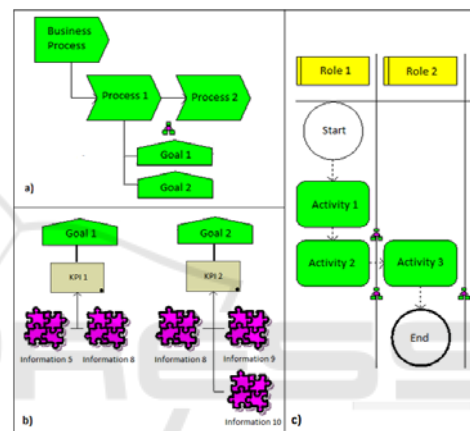 Business
Process
Process 1
Process 2
Goal 1
Goal 2
a)
Goal 1
Goal 2
KPI 1
KPI 2
Information 5
Information 8
Information 8
Information 9
Information 10
b)
Role 1
Role 2
Start
Activity 1
Activity 2
Activity 3
End
c)